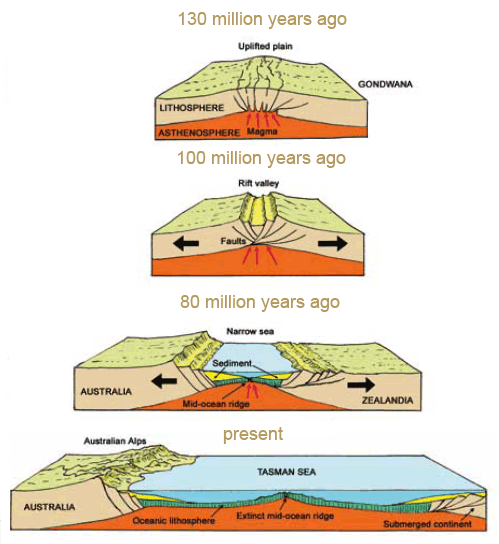 130 million years ago
Uplifted plain
GONDWANA
LITHOSPHERE
ASTHENOSPHERE
Magma
100 million years ago
Rift valley
Faults
80 million years ago
Narrow sea
Sediment
AUSTRALIA
ZEALANDIA
Mid-ocean ridge
present
Australian Alps
TASMAN SEA
AUSTRALIA
Oceanic lithosphere
Extinct mid-ocean ridge
Submerged continent